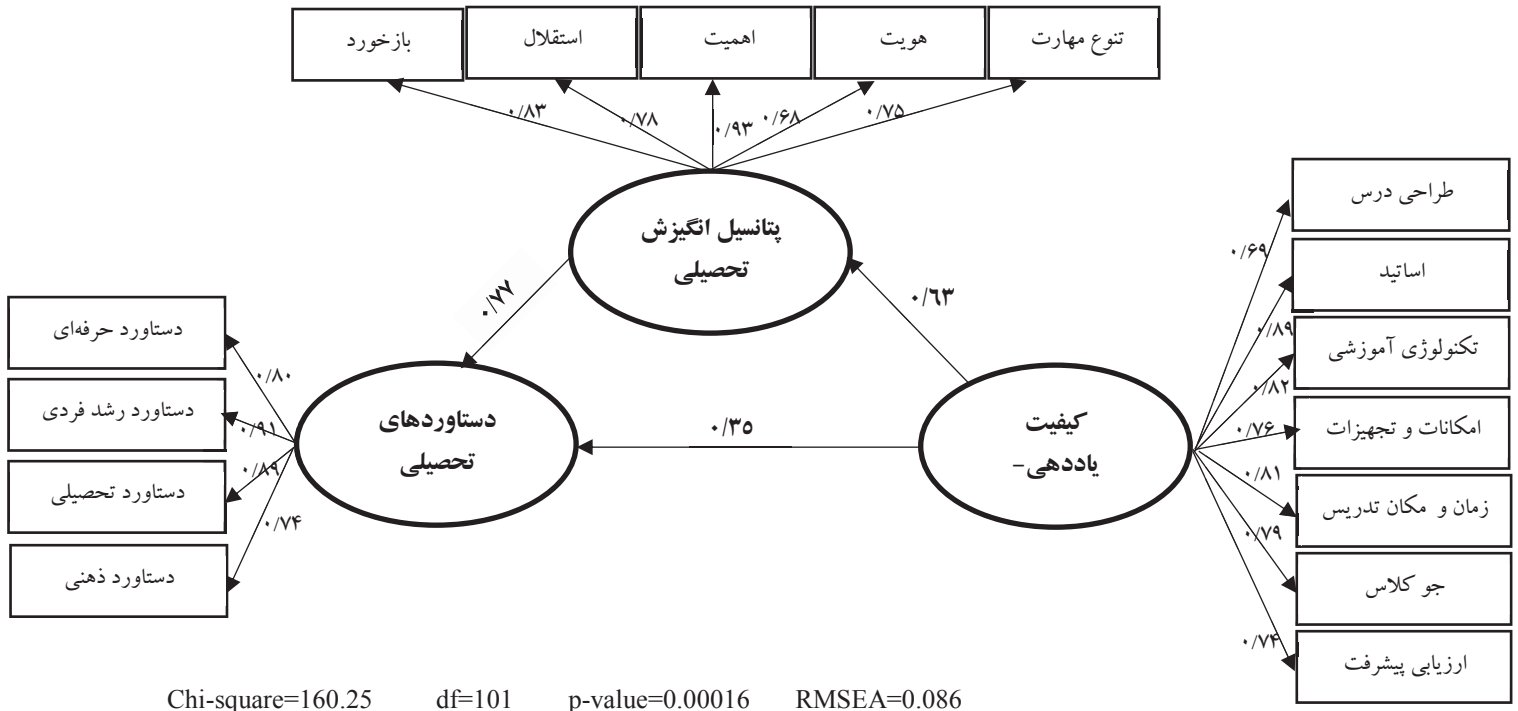 تنوع مهارت
هویت
اهمیت
استقلال
بازخورد
۰/۸۳
۰/۷۸
۰/۹۳
۰/۶۸
۰/۷۵
پتانسیل انگیزش
تحصیلی
۰/۷۷
۰/٦٣
۰/٣٥
کیفیت
یاددهی-
دستاوردهای
تحصیلی
طراحی درس
اساتید
تکنولوژی آموزشی
امکانات و تجهیزات
زمان و مکان تدریس
جو کلاس
ارزیابی پیشرفت
۰/۶۹
۰/۸۹
۰/۸۲
۰/۷۶
۰/۸۱
۰/۷۹
۰/۷۴
دستاورد حرفه‌ای
دستاورد رشد فردی
دستاورد تحصیلی
دستاورد ذهنی
۰/۸۰
۰/۹۱
۰/۸۹
۰/۷۴
Chi-square=160.25 df=101 p-value=0.00016 RMSEA=0.086